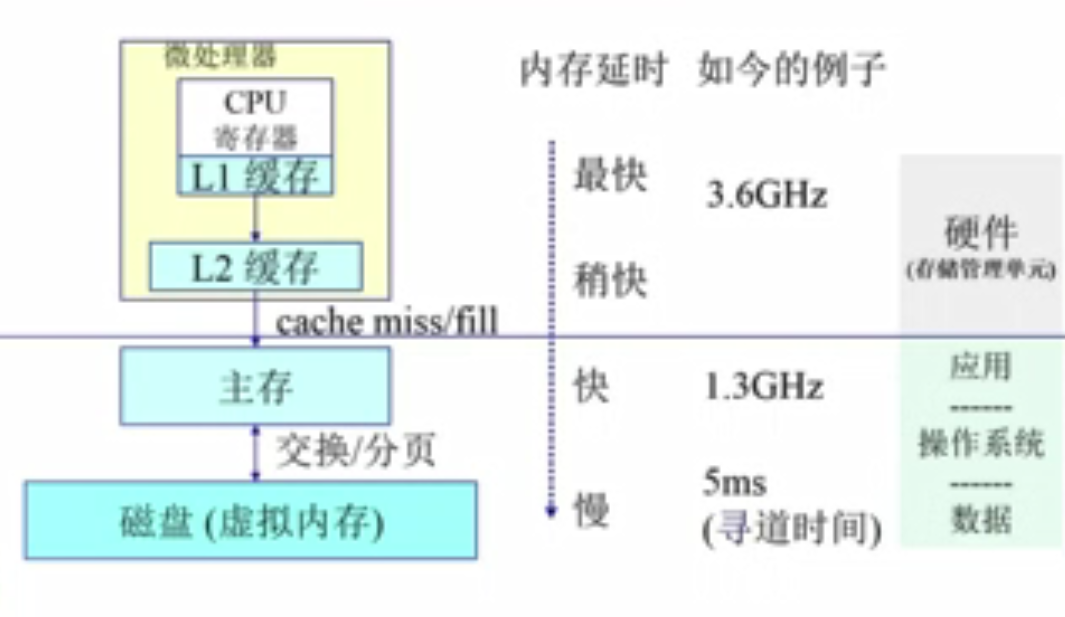 微处理器
CPU
寄存器
L1 缓存
L2 缓存
cache miss/fill
主存
交换/分页
磁盘 (虚拟内存)
内存延时 如今的例子
最快 3.6GHz
稍快
快 1.3GHz
慢 5ms
(寻道时间)
硬件
(存储管理单元)
应用
------
操作系统
------
数据